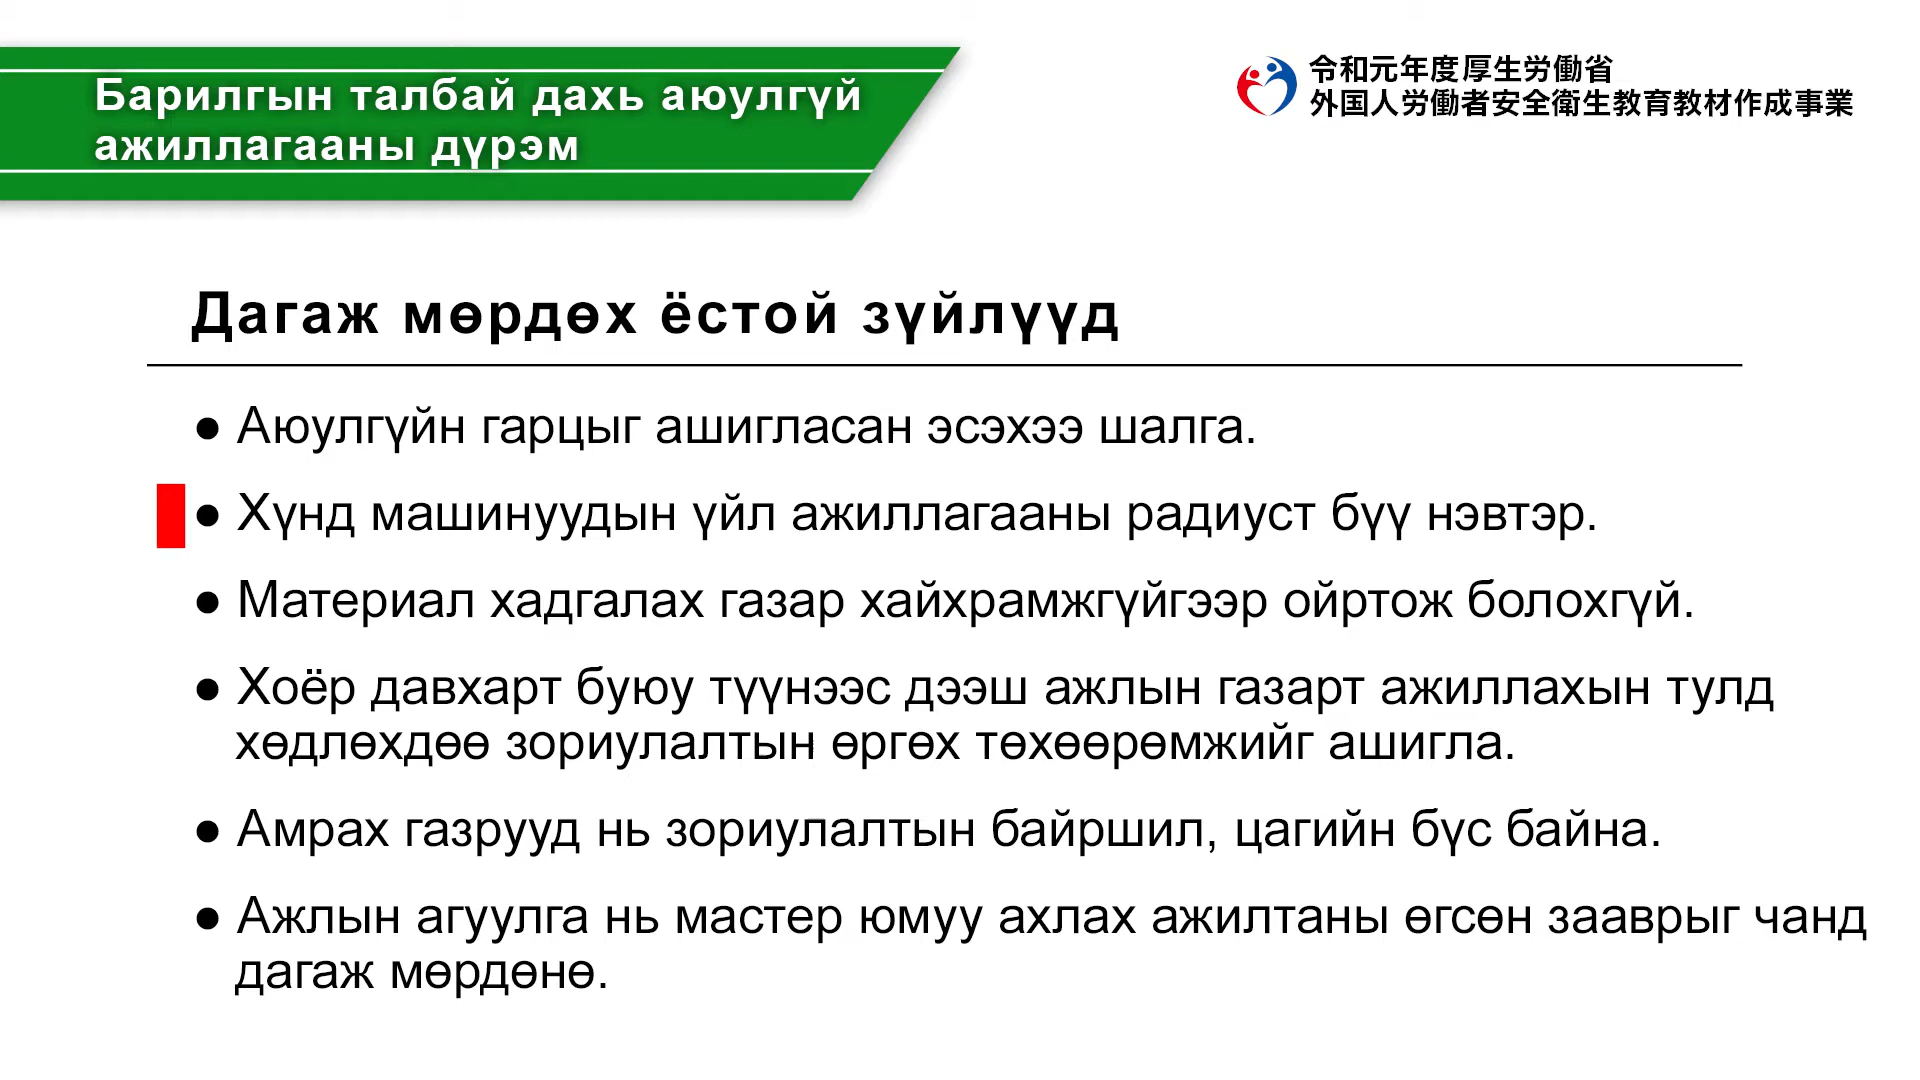 Барилгын талбай дахь аюулгүй
ажиллагааны дүрэм
令和元年度厚生労働省
外国人労働者安全衛生教育教材作成事業
Дагаж мөрдөх ёстой зүйлүүд
● Аюулгүйн гарцыг ашигласан эсэхээ шалга.
● Хүнд машинуудын үйл ажиллагааны радиуст бүү нэвтэр.
● Материал хадгалах газар хайхрамжгүйгээр ойртож болохгүй.
● Хоёр давхарт буюу түүнээс дээш ажлын газарт ажиллахын тулд
хөдлөхдөө зориулалтын өргөх төхөөрөмжийг ашигла.
● Амрах газрууд нь зориулалтын байршил, цагийн бүс байна.
● Ажлын агуулга нь мастер юмуу ахлах ажилтаны өгсөн зааврыг чанд
дагаж мөрдөнө.